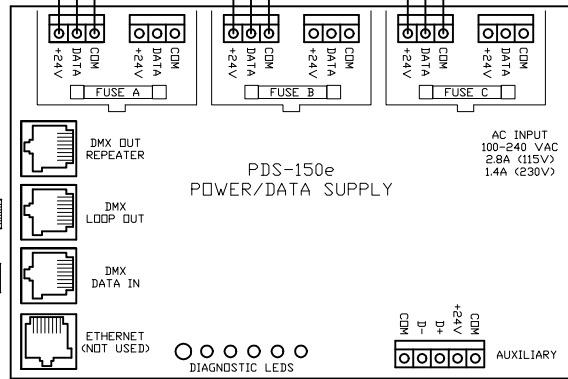 +24V DATA COM +24V DATA COM
FUSE A
+24V DATA COM +24V DATA COM
FUSE B
+24V DATA COM +24V DATA COM
FUSE C
DMX OUT
REPEATER
AC INPUT
100-240 VAC
2.8A (115V)
1.4A (230V)
PDS-150e
POWER/DATA SUPPLY
DMX
LOOP OUT
DMX
DATA IN
ETHERNET
(NOT USED)
DIAGNOSTIC LEDS
COM D- D+ +24V COM
AUXILIARY